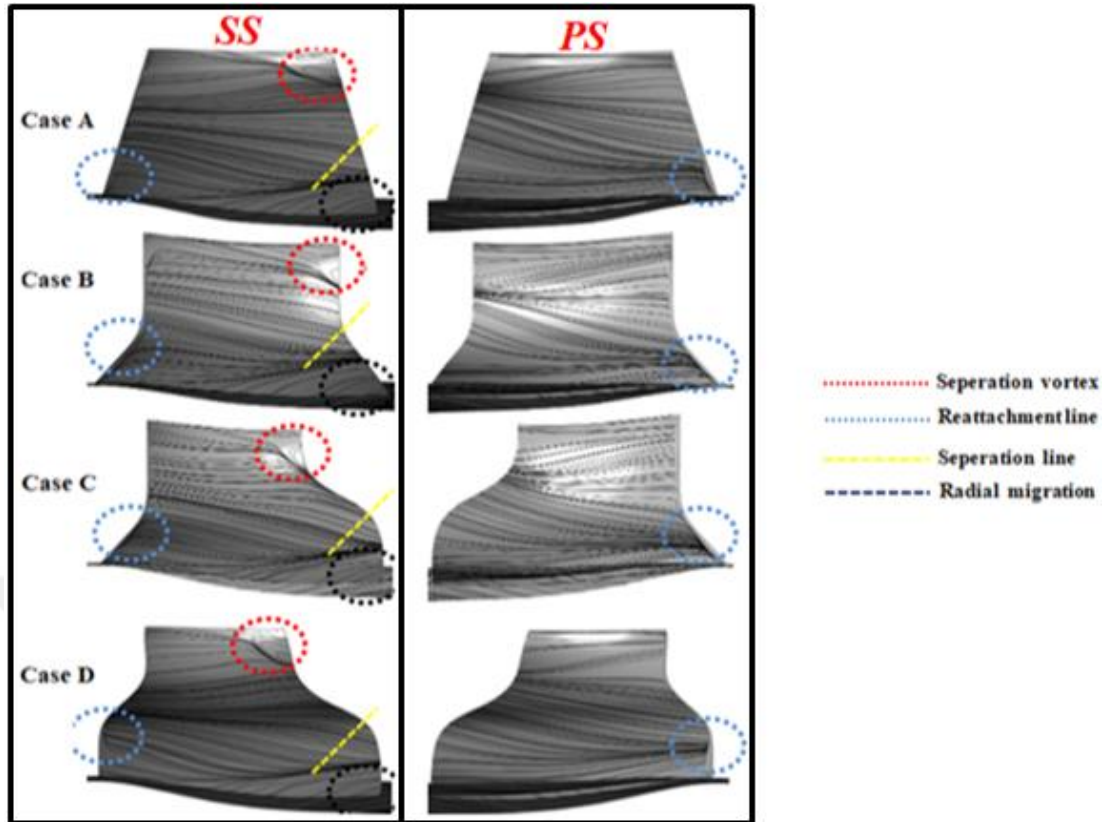 SS PS
Case A
Case B
Case C
Case D
Seperation vortex
Reattachment line
Seperation line
Radial migration